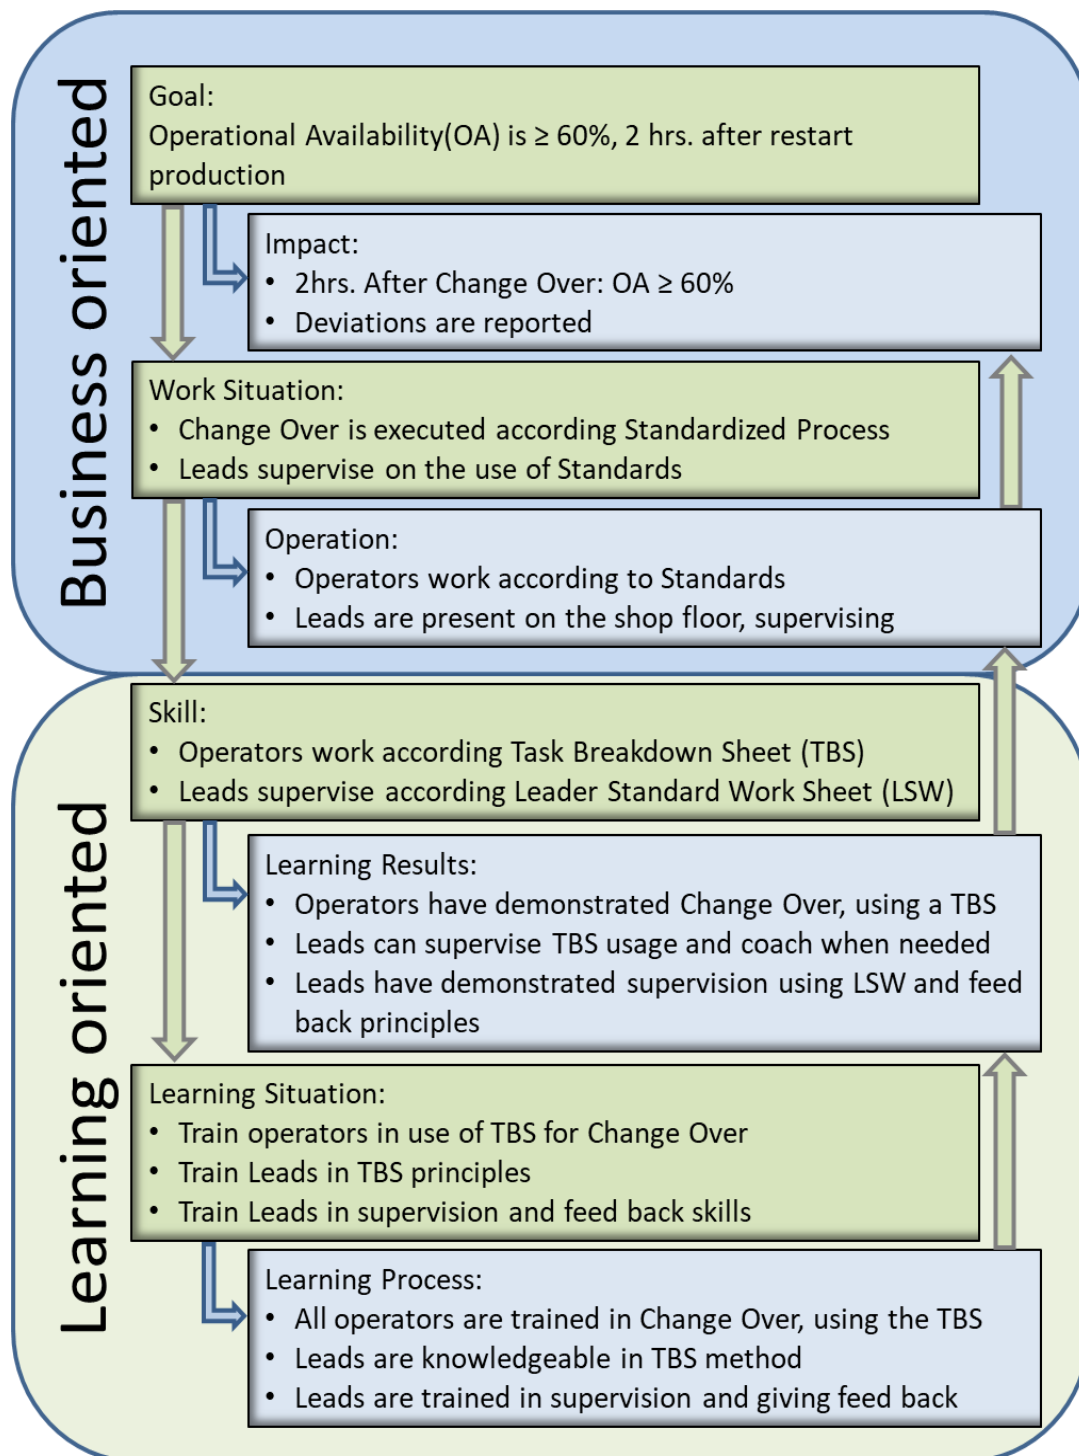 Business oriented
Goal:
Operational Availability(OA) is ≥ 60%, 2 hrs. after restart
production
Impact:
• 2hrs. After Change Over: OA ≥ 60%
• Deviations are reported
Work Situation:
• Change Over is executed according Standardized Process
• Leads supervise on the use of Standards
Operation:
• Operators work according to Standards
• Leads are present on the shop floor, supervising
Learning oriented
Skill:
• Operators work according Task Breakdown Sheet (TBS)
• Leads supervise according Leader Standard Work Sheet (LSW)
Learning Results:
• Operators have demonstrated Change Over, using a TBS
• Leads can supervise TBS usage and coach when needed
• Leads have demonstrated supervision using LSW and feed
back principles
Learning Situation:
• Train operators in use of TBS for Change Over
• Train Leads in TBS principles
• Train Leads in supervision and feed back skills
Learning Process:
• All operators are trained in Change Over, using the TBS
• Leads are knowledgeable in TBS method
• Leads are trained in supervision and giving feed back